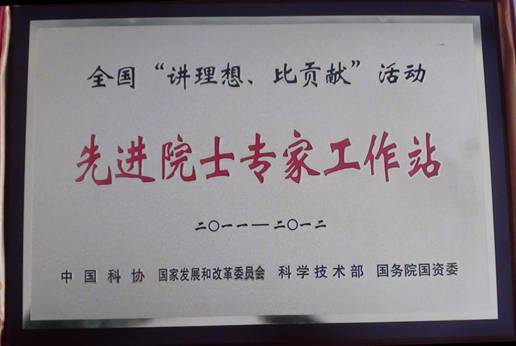 全国“讲理想、比贡献”活动
先进院士专家工作站
二〇一一—二〇一二
中国科协 国家发展和改革委员会 科学技术部 国务院国资委